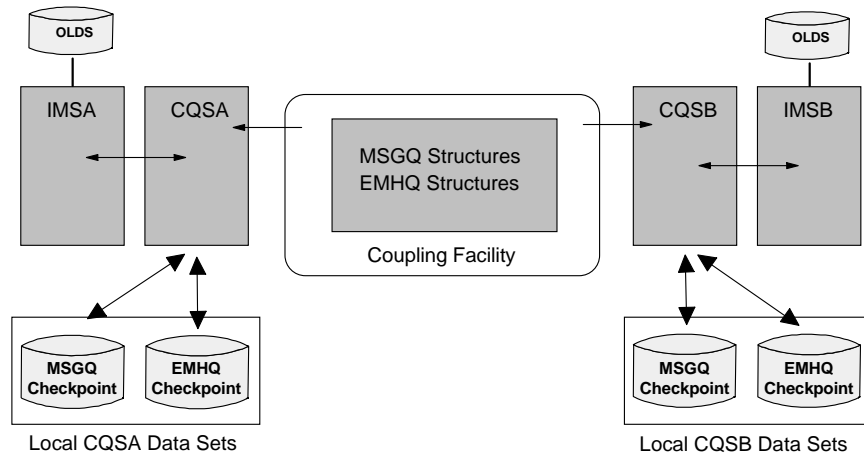 OLDS
OLDS
IMSA
CQSA
CQSB
IMSB
MSGQ Structures
EMHQ Structures
Coupling Facility
MSGQ
Checkpoint
EMHQ
Checkpoint
MSGQ
Checkpoint
EMHQ
Checkpoint
Local CQSA Data Sets
Local CQSB Data Sets